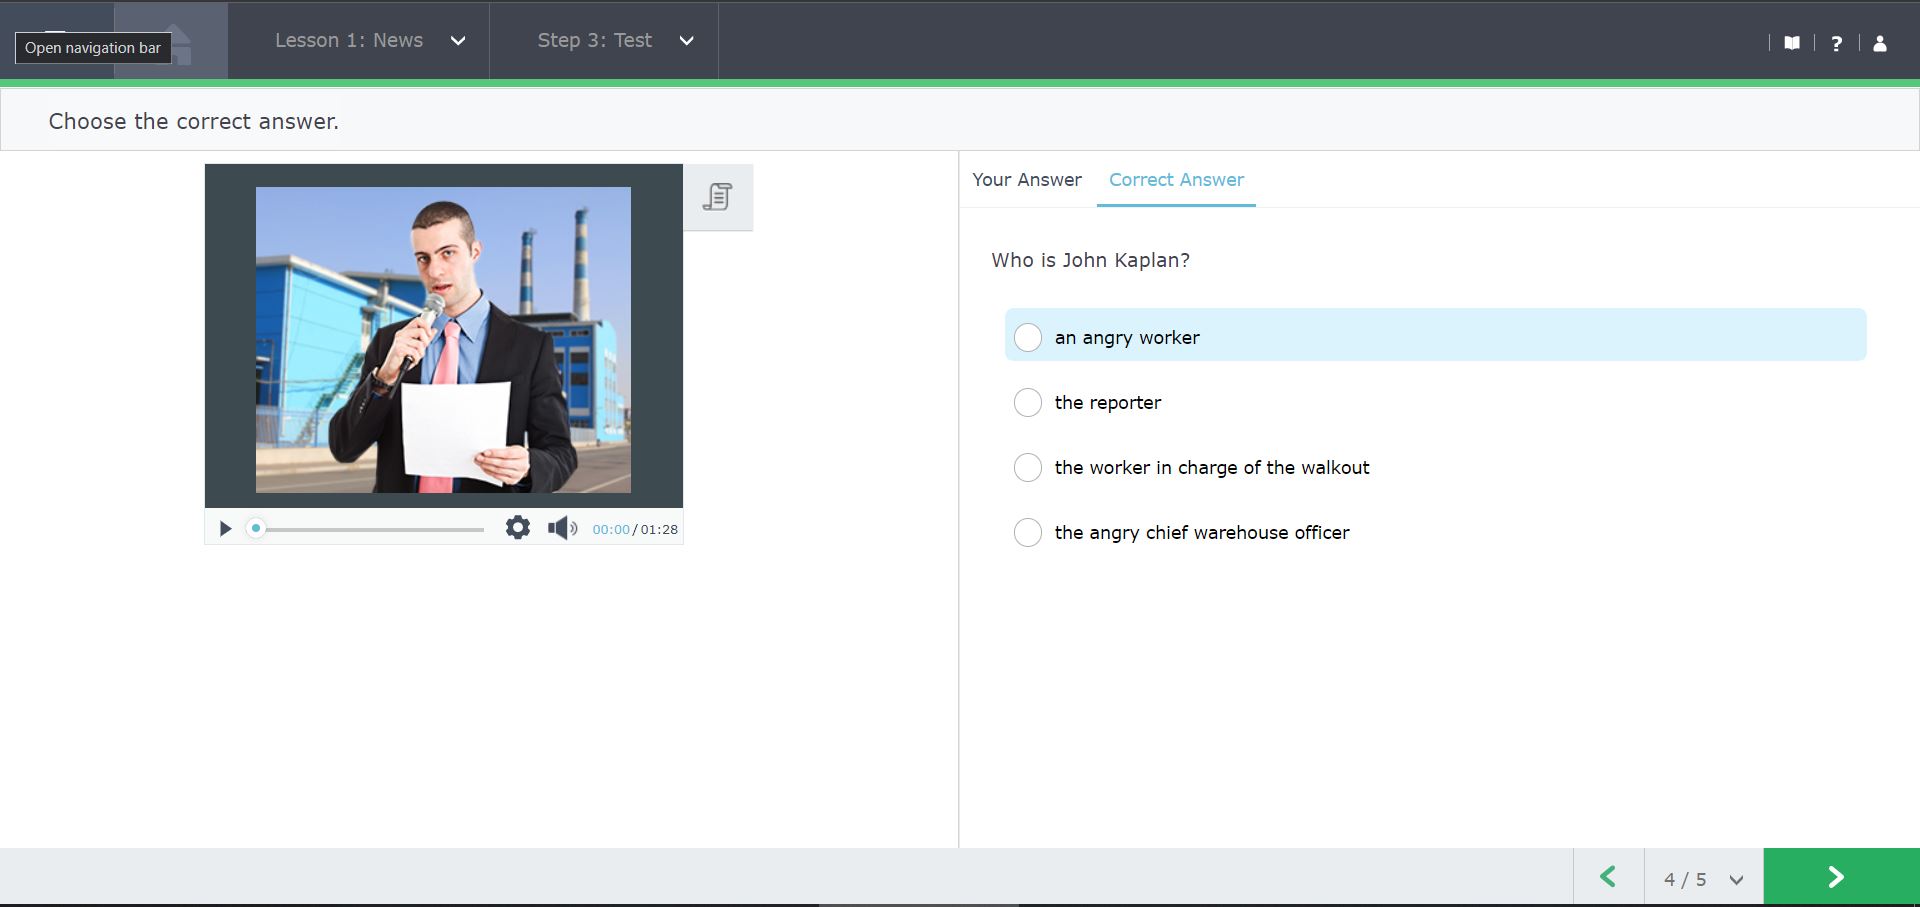 Open navigation bar
Lesson 1: News
Step 3: Test
?
Choose the correct answer.
Your Answer
Correct Answer
Who is John Kaplan?
an angry worker
the reporter
the worker in charge of the walkout
the angry chief warehouse officer
00:00/01:28
4 / 5